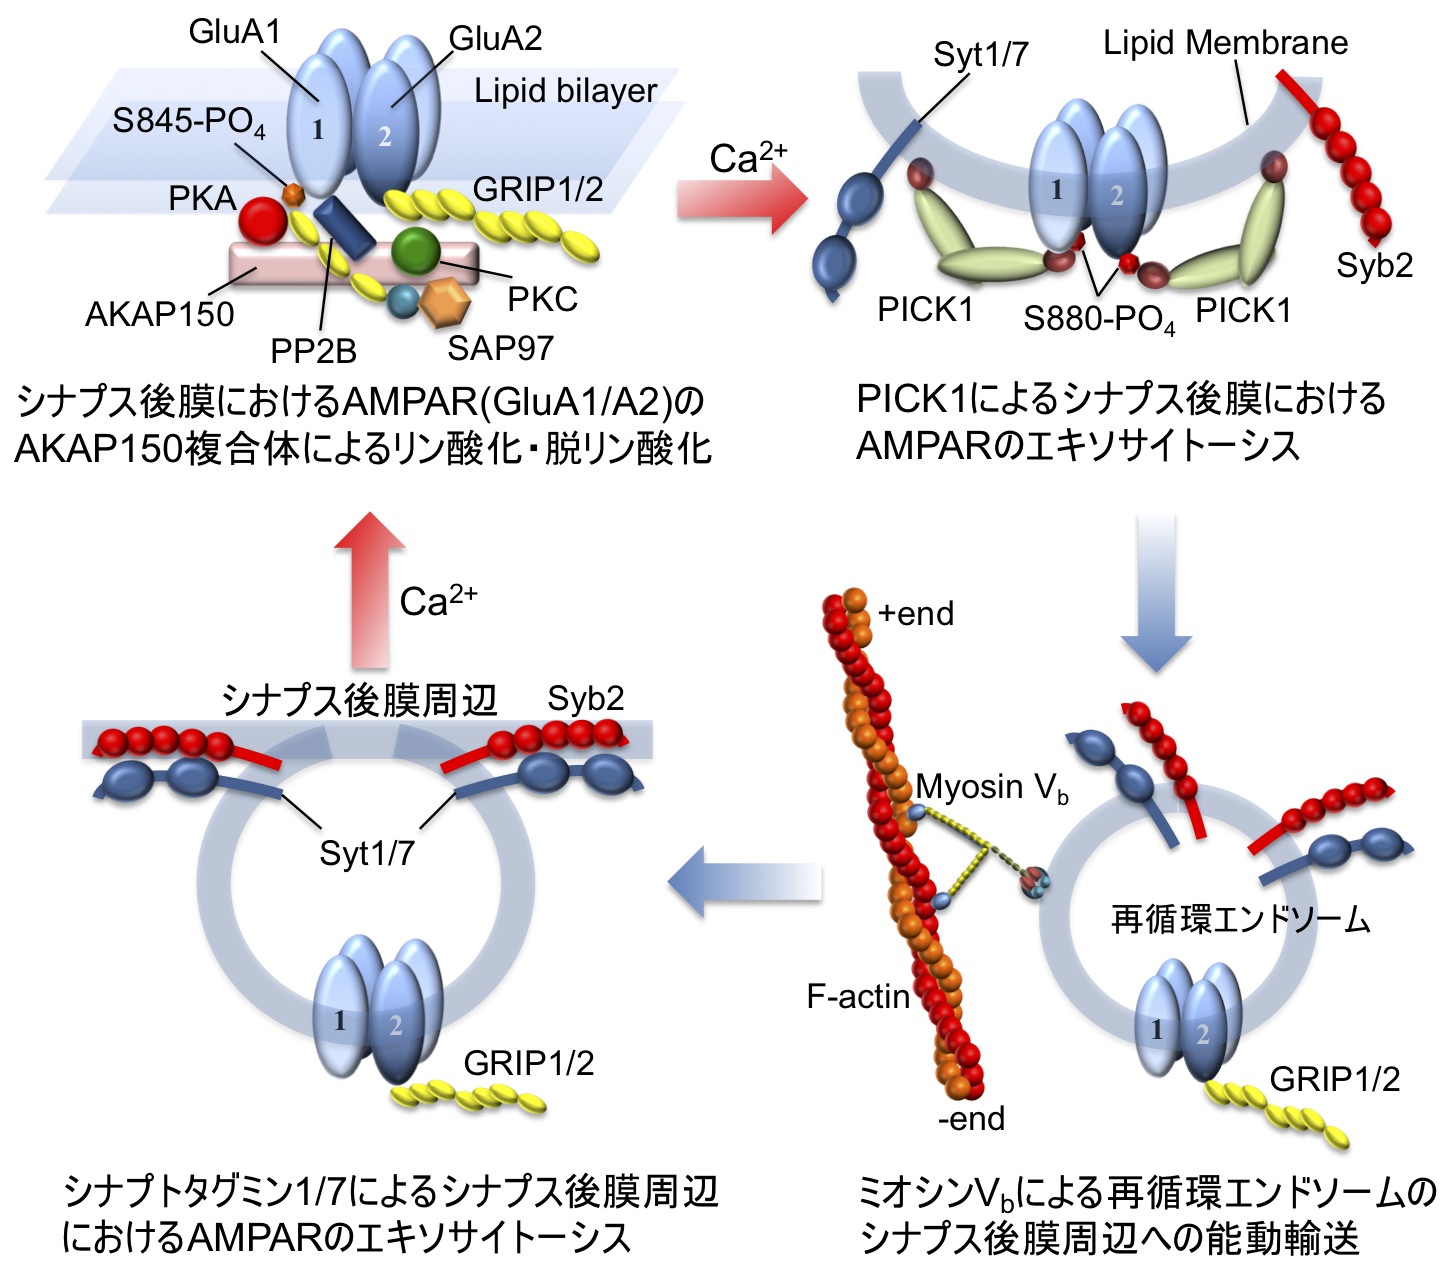 GluA1
GluA2
Lipid bilayer
S845-PO4
PKA
GRIP1/2
1
2
AKAP150
PP2B
PKC
SAP97
シナプス後膜におけるAMPAR(GluA1/A2)の
AKAP150複合体によるリン酸化・脱リン酸化
Ca2+
Syt1/7
Lipid Membrane
1
2
PICK1
S880-PO4
PICK1
Syb2
PICK1によるシナプス後膜における
AMPARのエキソサイトーシス
+end
Myosin Vb
F-actin
-end
再循環エンドソーム
1
2
GRIP1/2
ミオシンVbによる再循環エンドソームの
シナプス後膜周辺への能動輸送
Ca2+
シナプス後膜周辺
Syb2
Syt1/7
1
2
GRIP1/2
シナプトタグミン1/7によるシナプス後膜周辺
におけるAMPARのエキソサイトーシス